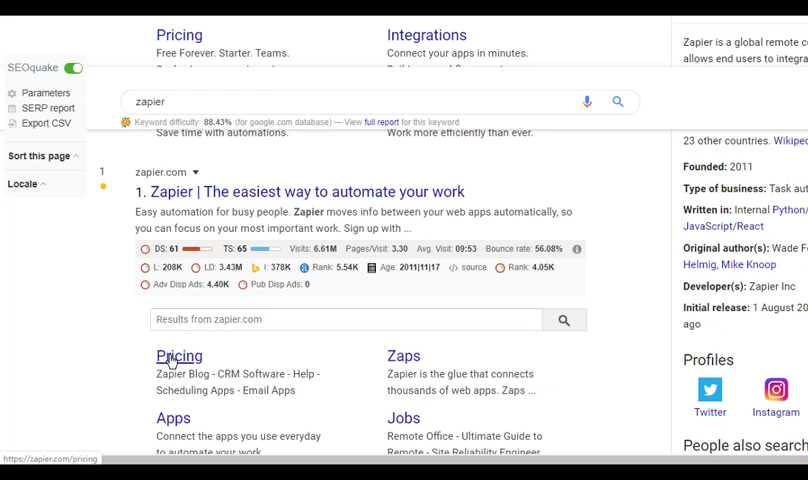 Pricing
Integrations
Free Forever. Starter. Teams.
Connect your apps in minutes.
SEOquake
Parameters
SERP report
Export CSV
Sort this page
Locale
zapier
Keyword difficulty: 88.43% (for google.com database) — View full report for this keyword
Save time with automations.
Work more efficiently than ever.
1
zapier.com
1. Zapier | The easiest way to automate your work
Easy automation for busy people. Zapier moves info between your web apps automatically, so
you can focus on your most important work. Sign up with ...
DS: 61 TS: 65 Visits: 6.61M Pages/Visit: 3.30 Avg. Visit: 09:53 Bounce rate: 56.08%
L: 208K LD: 3.43M I: 378K Rank: 5.54K Age: 2011|11|17 </> source Rank: 4.05K
Adv Disp Ads: 4.40K Pub Disp Ads: 0
Results from zapier.com
Pricing
Zapier Blog - CRM Software - Help -
Scheduling Apps - Email Apps
Zaps
Zapier is the glue that connects
thousands of web apps. Zaps ...
Apps
Connect the apps you use everyday
to automate your work.
Jobs
Remote Office - Ultimate Guide to
Remote - Site Reliability Engineer
https://zapier.com/pricing
Zapier is a global remote c
allows end users to integra
23 other countries. Wikiped
Founded: 2011
Type of business: Task aut
Written in: Internal Python/
JavaScript/React
Original author(s): Wade Fo
Helmig, Mike Knoop
Developer(s): Zapier Inc
Initial release: 1 August 20
ago
Profiles
Twitter
Instagram
People also search